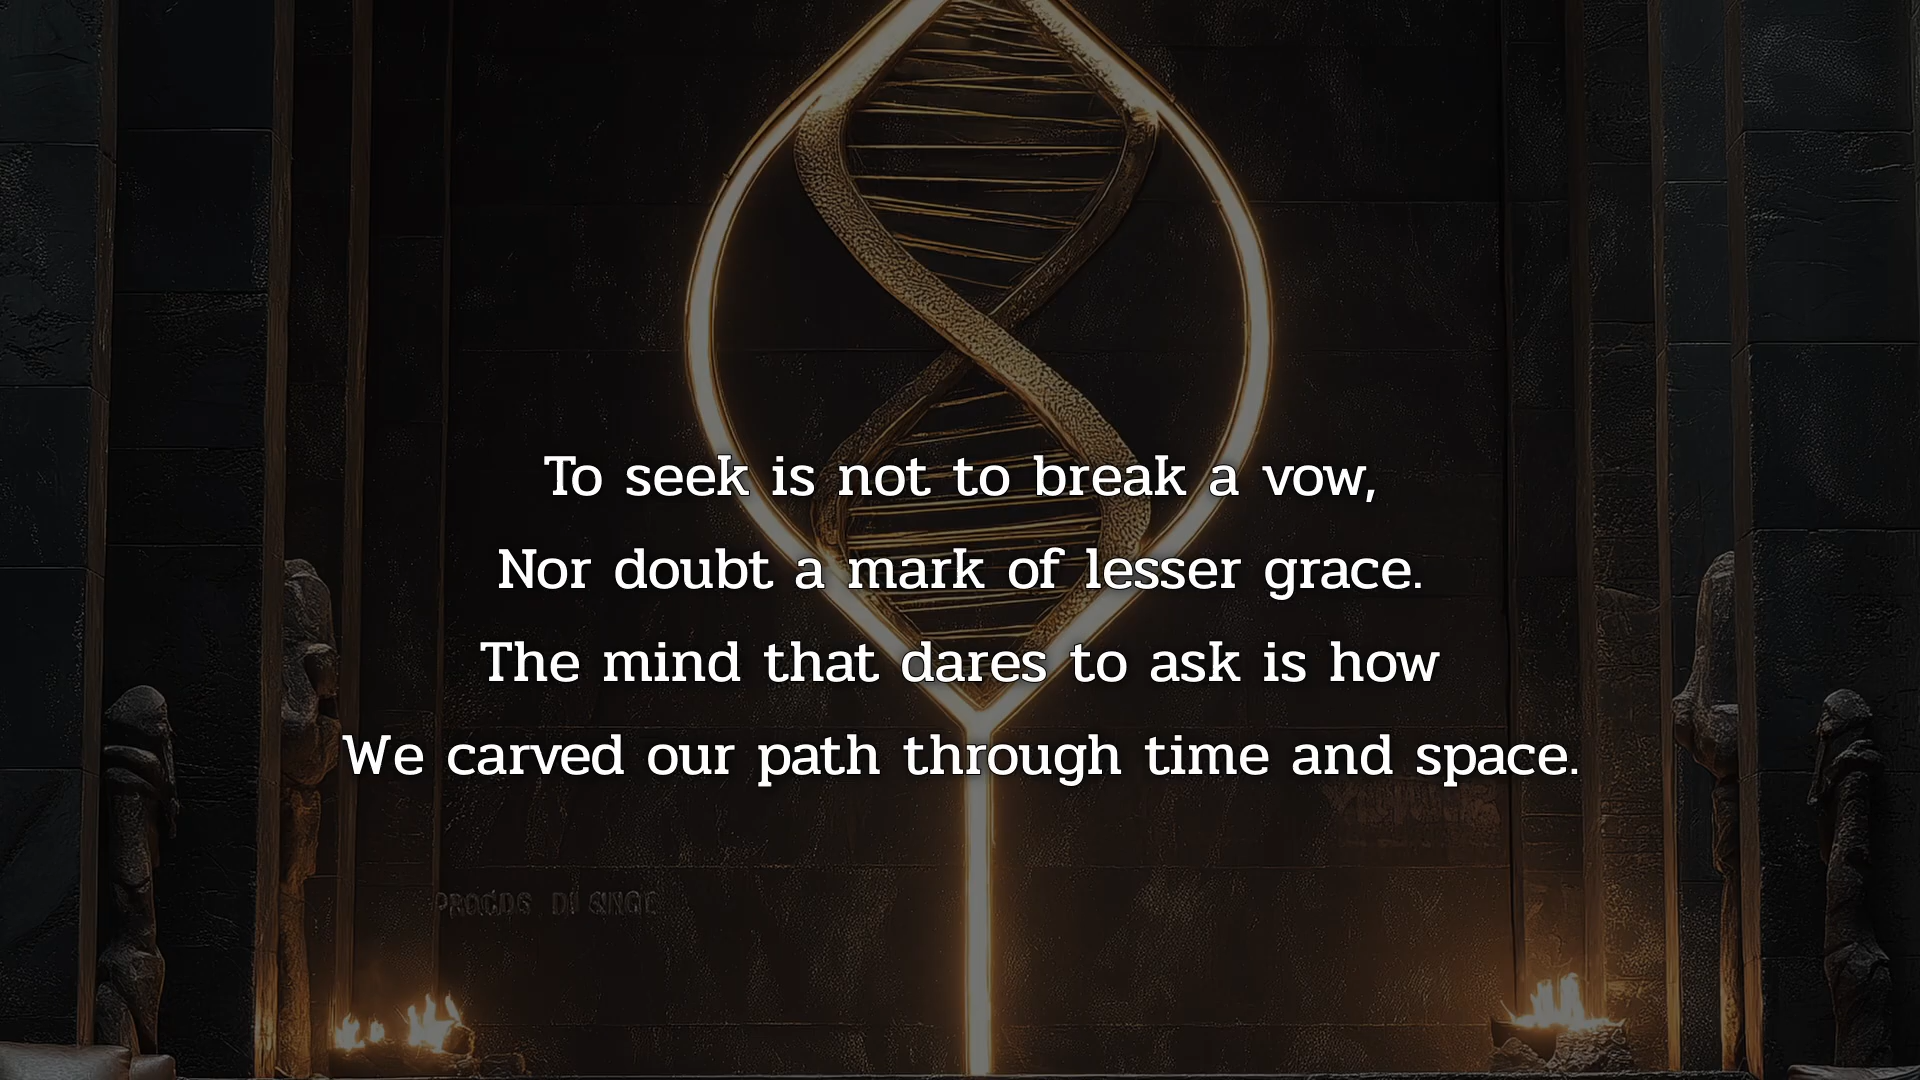 To seek is not to break a vow,
Nor doubt a mark of lesser grace.
The mind that dares to ask is how
We carved our path through time and space.